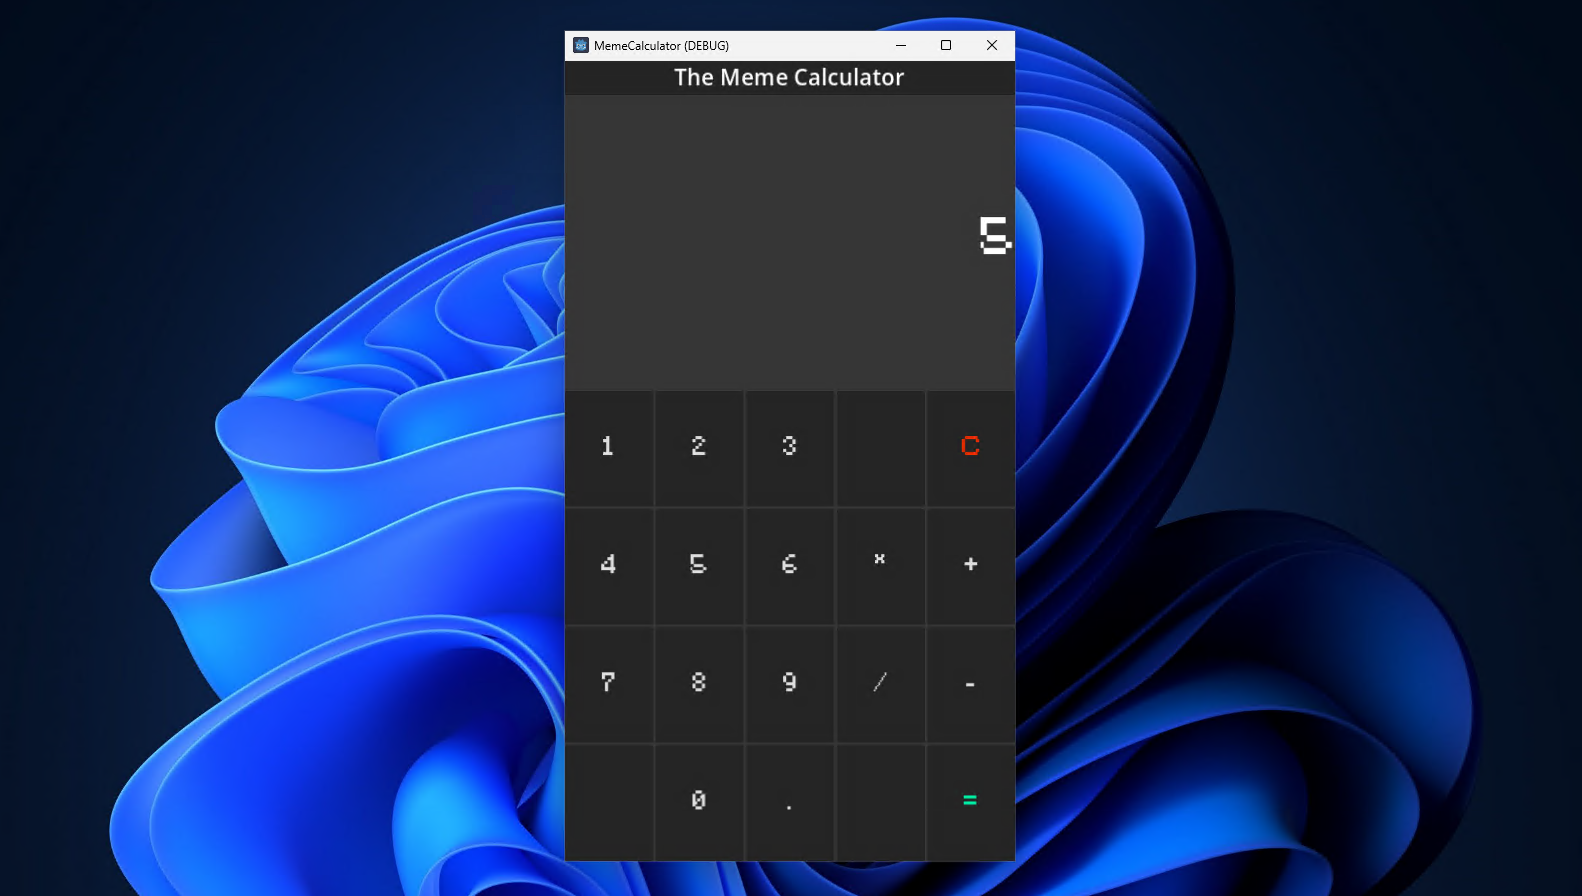 MemeCalculator (DEBUG)
The Meme Calculator
5
1 2 3 C
4 5 6 * +
7 8 9 / -
0 . =